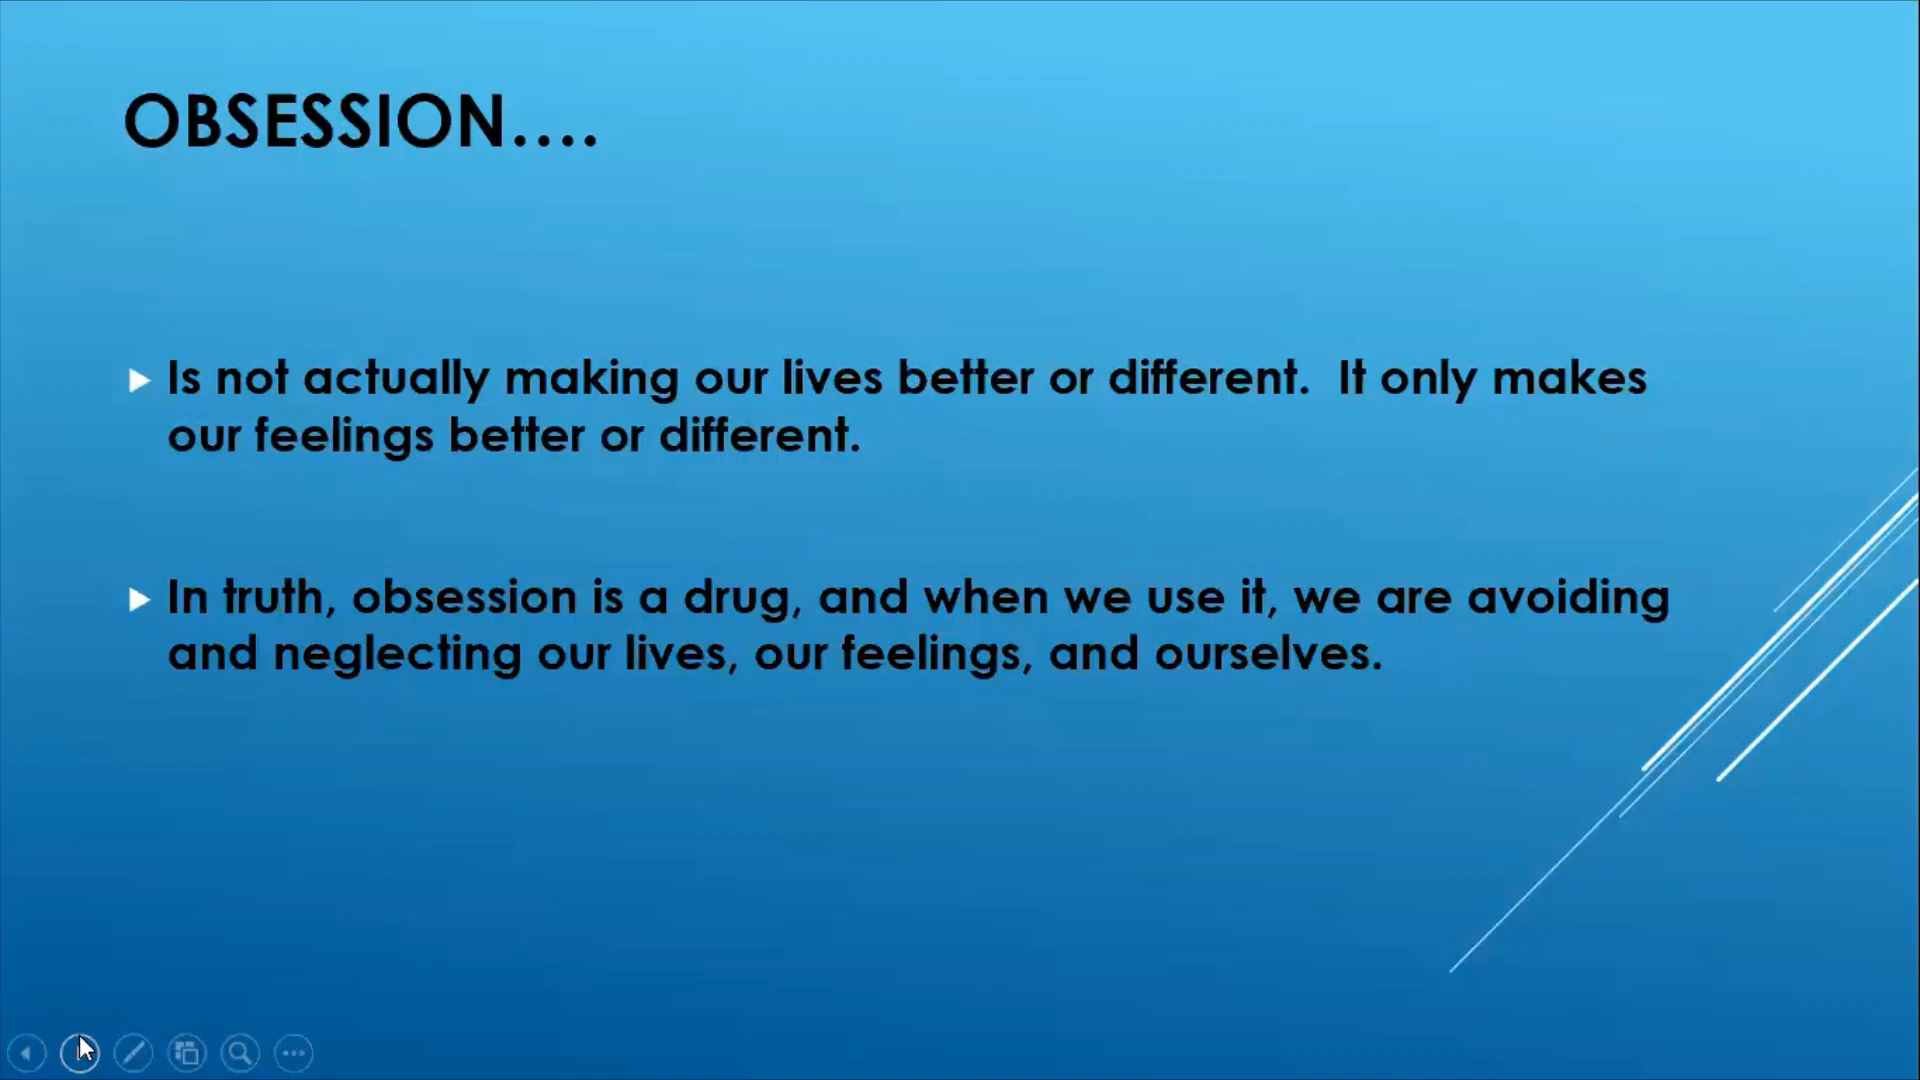 OBSESSION....
Is not actually making our lives better or different.  It only makes
our feelings better or different.
In truth, obsession is a drug, and when we use it, we are avoiding
and neglecting our lives, our feelings, and ourselves.